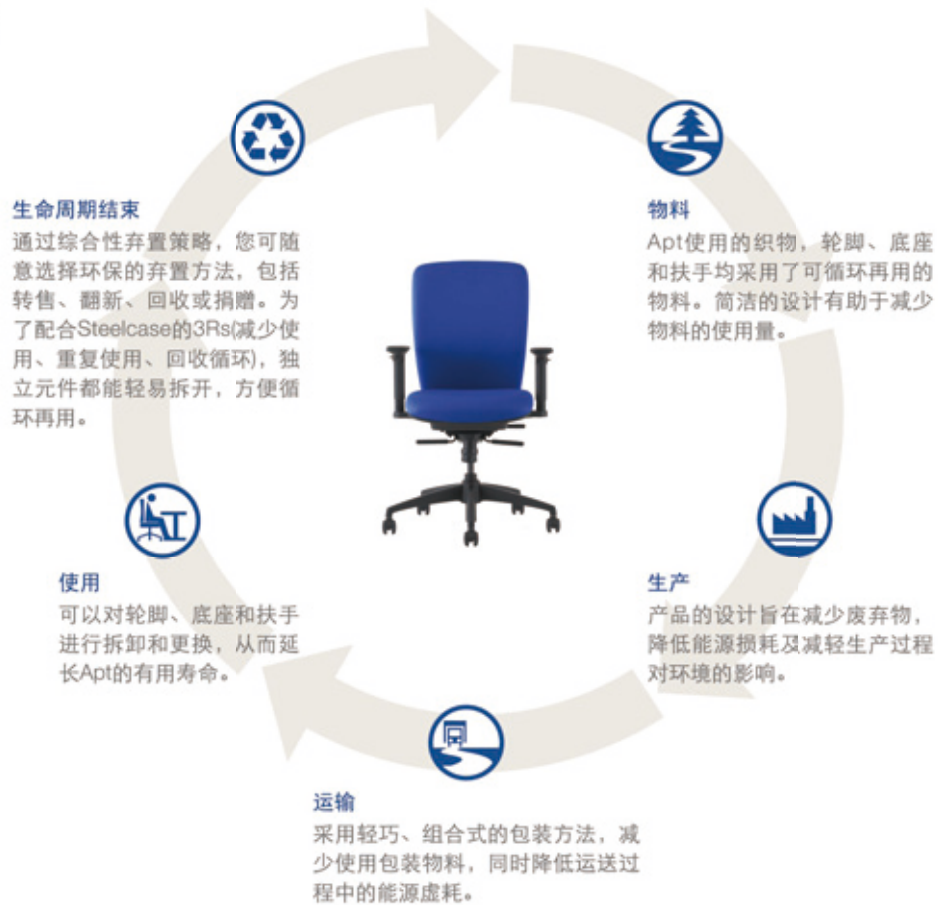 物料
Apt使用的织物，轮脚、底座
和扶手均采用了可循环再用的
物料。简洁的设计有助于减少
物料的使用量。
生产
产品的设计旨在减少废弃物，
降低能源损耗及减轻生产过程
对环境的影响。
运输
采用轻巧、组合式的包装方法，减
少使用包装物料，同时降低运送过
程中的能源虚耗。
使用
可以对轮脚、底座和扶手
进行拆卸和更换，从而延
长Apt的有用寿命。
生命周期结束
通过综合性弃置策略，您可随
意选择环保的弃置方法，包括
转售、翻新、回收或捐赠。为
了配合Steelcase的3Rs(减少使
用、重复使用、回收循环)，独
立元件都能轻易拆开，方便循
环再用。